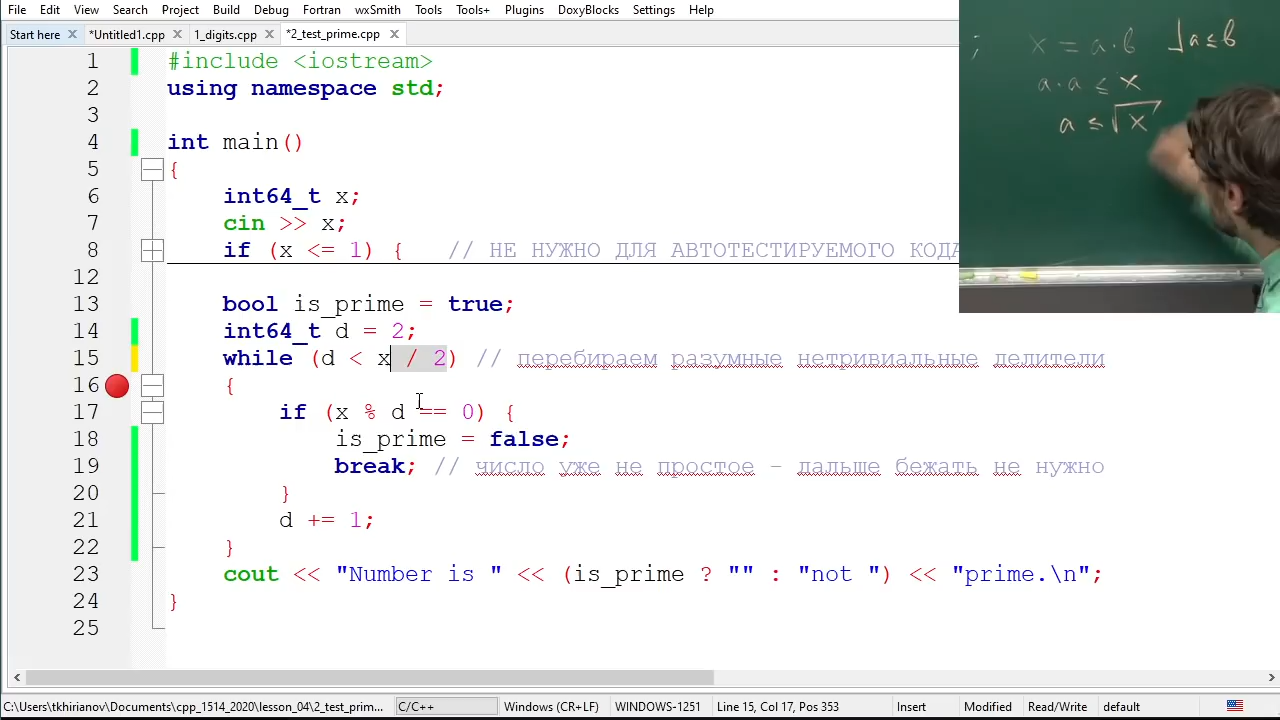 File Edit View Search Project Build Debug Fortran wxSmith Tools Tools+ Plugins DoxyBlocks Settings Help
Start here *Untitled1.cpp 1_digits.cpp *2_test_prime.cpp
; x = a·b ]a≤b
a·a ≤ x
a ≤ √x
1 #include <iostream>
2 using namespace std;
3
4 int main()
5 {
6 int64_t x;
7 cin >> x;
8 if (x <= 1) { // НЕ НУЖНО ДЛЯ АВТОТЕСТИРУЕМОГО КОДА
12
13 bool is_prime = true;
14 int64_t d = 2;
15 while (d < x / 2) // перебираем разумные нетривиальные делители
16 {
17 if (x % d == 0) {
18 is_prime = false;
19 break; // число уже не простое - дальше бежать не нужно
20 }
21 d += 1;
22 }
23 cout << "Number is " << (is_prime ? "" : "not ") << "prime.\n";
24 }
25
C:\Users\tkhirianov\Documents\cpp_1514_2020\lesson_04\2_test_prim... C/C++ Windows (CR+LF) WINDOWS-1251 Line 15, Col 17, Pos 353 Insert Modified Read/Write default